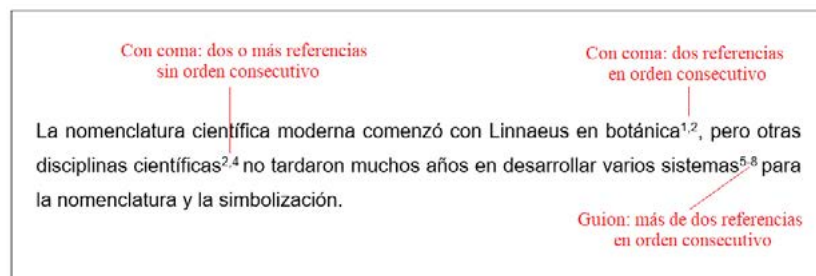 Con coma: dos o más referencias
sin orden consecutivo
Con coma: dos referencias
en orden consecutivo
La nomenclatura científica moderna comenzó con Linnaeus en botánica1,2, pero otras
disciplinas científicas2,4 no tardaron muchos años en desarrollar varios sistemas5-8 para
la nomenclatura y la simbolización.
Guion: más de dos referencias
en orden consecutivo